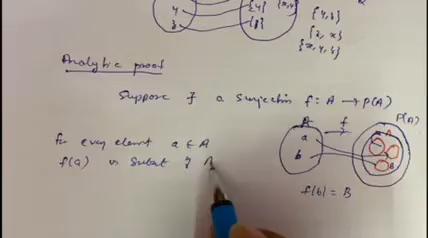 y {y} {x,y}
z {z}
{y,z}
{z,x}
{x,y,z}
Analytic proof
Suppose ∃ a surjection f: A → P(A)
A f P(A)
for every element a ∈ A
f(a) is subset of A
a
b
B
f(b) = B